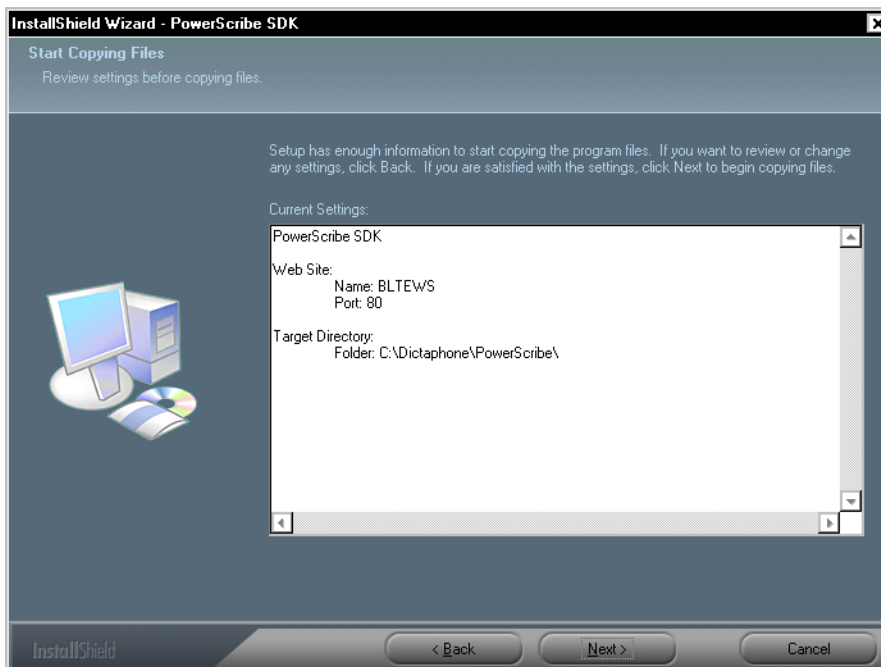 InstallShield Wizard - PowerScribe SDK
Start Copying Files
Review settings before copying files.
Setup has enough information to start copying the program files. If you want to review or change
any settings, click Back. If you are satisfied with the settings, click Next to begin copying files.
Current Settings:
PowerScribe SDK
Web Site:
Name: BLTEWS
Port: 80
Target Directory:
Folder: C:\Dictaphone\PowerScribe\
InstallShield
< Back
Next >
Cancel